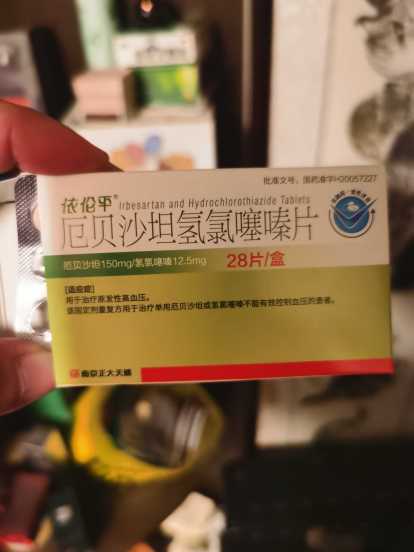 批准文号：国药准字H20057227
依伦平®
Irbesartan and Hydrochlorothiazide Tablets
厄贝沙坦氢氯噻嗪片
厄贝沙坦150mg/氢氯噻嗪12.5mg
28片/盒
[适应症]
用于治疗原发性高血压。
该固定剂量复方用于治疗单用厄贝沙坦或氢氯噻嗪不能有效控制血压的患者。
南京正大天晴